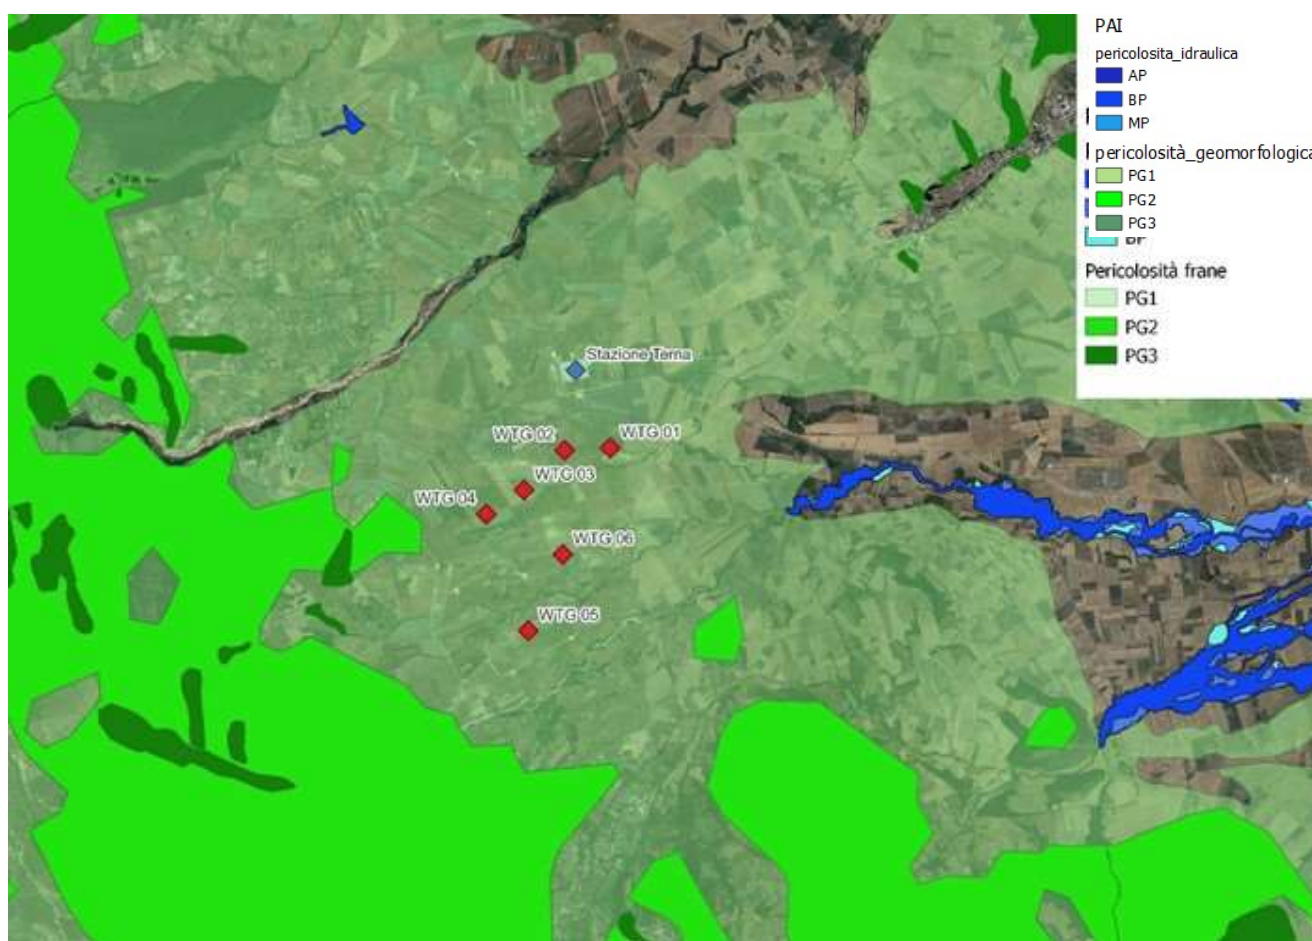 PAI
pericolosita_idraulica
AP
BP
MP
pericolosità_geomorfologica
PG1
PG2
PG3
BP
Pericolosità frane
PG1
PG2
PG3
Stazione Terna
WTG 02
WTG 01
WTG 03
WTG 04
WTG 06
WTG 05